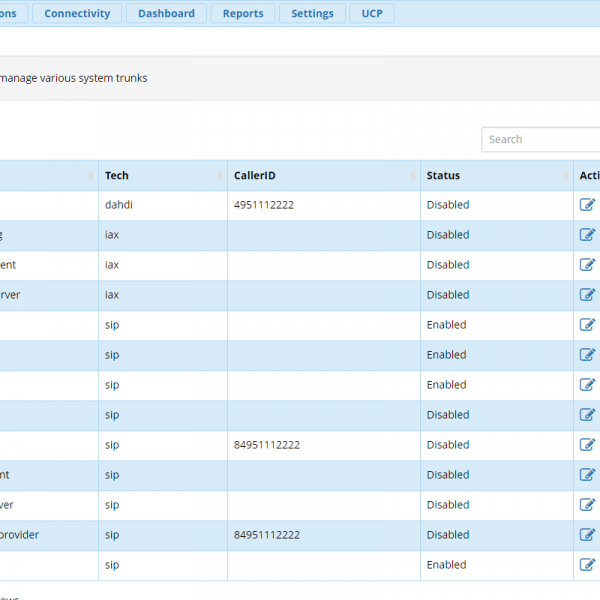 ons Connectivity Dashboard Reports Settings UCP
manage various system trunks
Search
Tech CallerID Status Acti
dahdi 4951112222 Disabled
g iax Disabled
ent iax Disabled
rver iax Disabled
sip Enabled
sip Enabled
sip Enabled
sip Disabled
sip 84951112222 Disabled
nt sip Disabled
ver sip Disabled
provider sip 84951112222 Disabled
sip Enabled